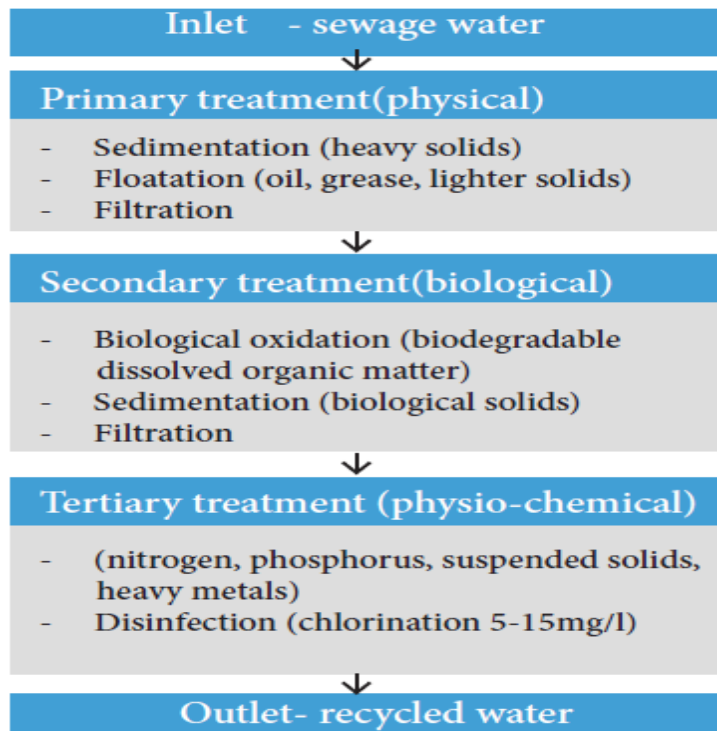 Inlet - sewage water
Primary treatment(physical)
- Sedimentation (heavy solids)
- Floatation (oil, grease, lighter solids)
- Filtration
Secondary treatment(biological)
- Biological oxidation (biodegradable
dissolved organic matter)
- Sedimentation (biological solids)
- Filtration
Tertiary treatment (physio-chemical)
- (nitrogen, phosphorus, suspended solids,
heavy metals)
- Disinfection (chlorination 5-15mg/l)
Outlet- recycled water